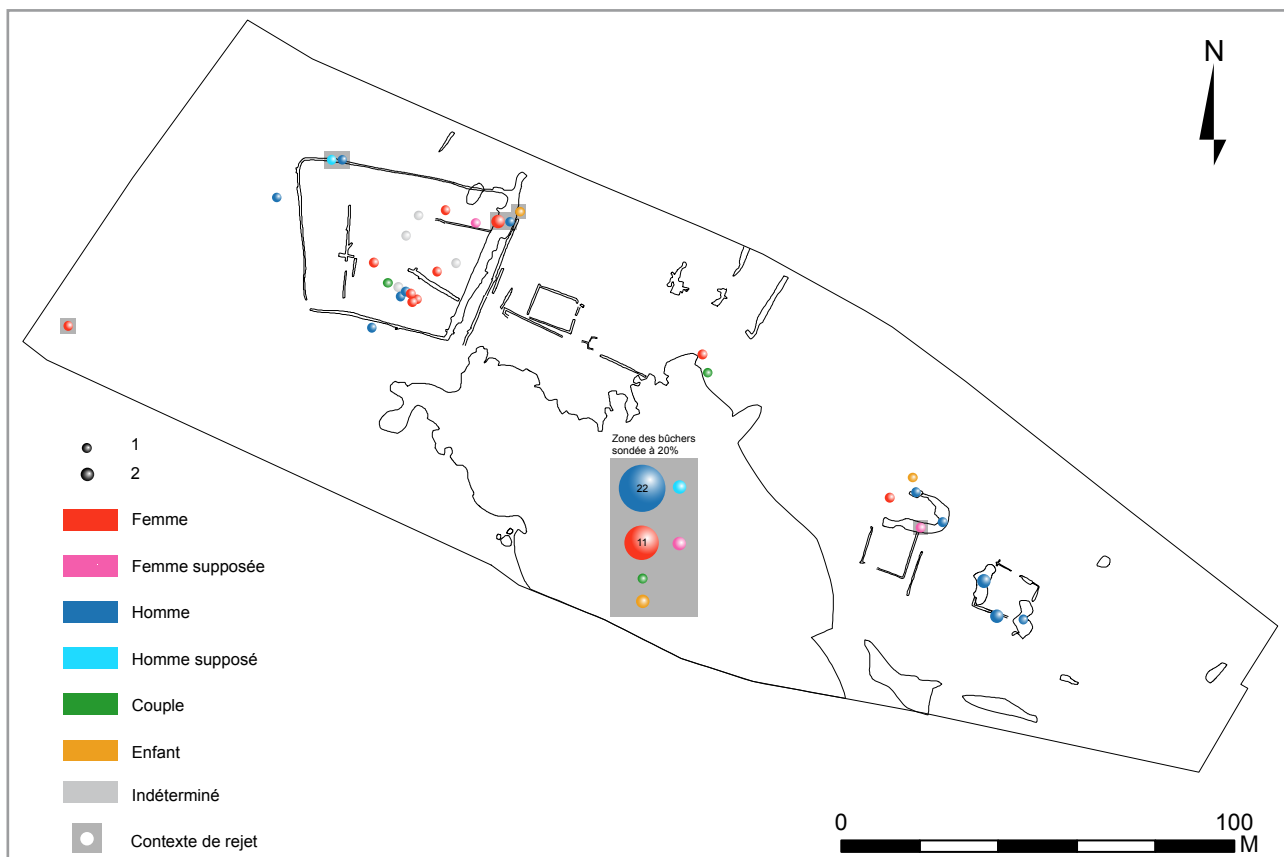 N
Zone des bûchers
sondée à 20%
22
11
1
2
Femme
Femme supposée
Homme
Homme supposé
Couple
Enfant
Indéterminé
Contexte de rejet
0
100
M